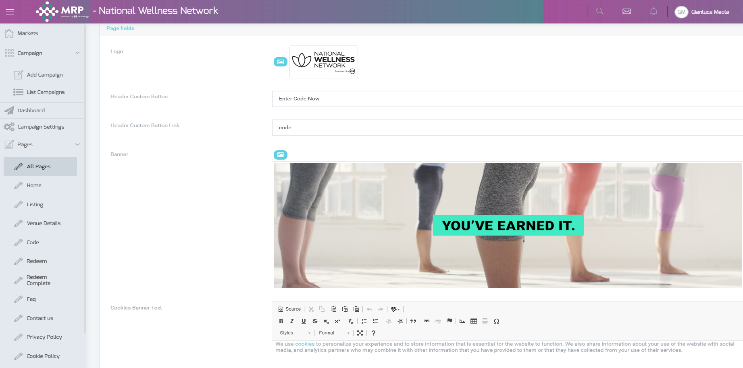 MRP - National Wellness Network
GM Gianluca Meola
Markets
Campaign
Add Campaign
List Campaigns
Dashboard
Campaign Settings
Pages
All Pages
Home
Listing
Venue Details
Code
Redeem
Redeem
Complete
Faq
Contact us
Privacy Policy
Cookie Policy
Page fields
Logo
NATIONAL
WELLNESS
NETWORK
Header Custom Button
Enter Code Now
Header Custom Button Link
code
Banner
YOU'VE EARNED IT.
Cookies Banner Text
Source
B I U S
Styles Format ?
We use cookies to personalize your experience and to store information that is essential for the website to function. We also share information about your use of the website with social
media, and analytics partners who may combine it with other information that you have provided to them or that they have collected from your use of their services.